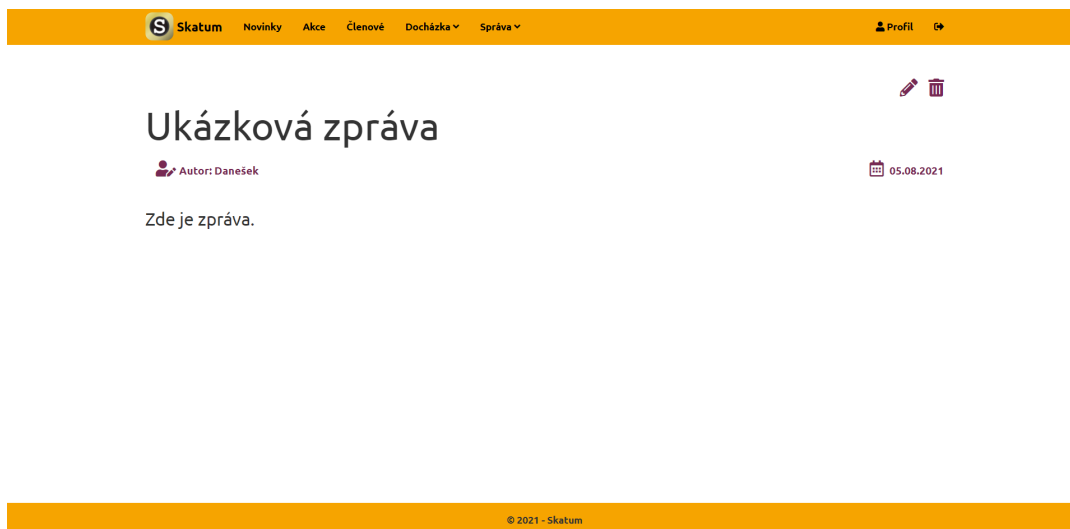 S Skatum Novinky Akce Členové Docházka Správa Profil
Ukázková zpráva
Autor: Danešek 05.08.2021
Zde je zpráva.
© 2021 - Skatum